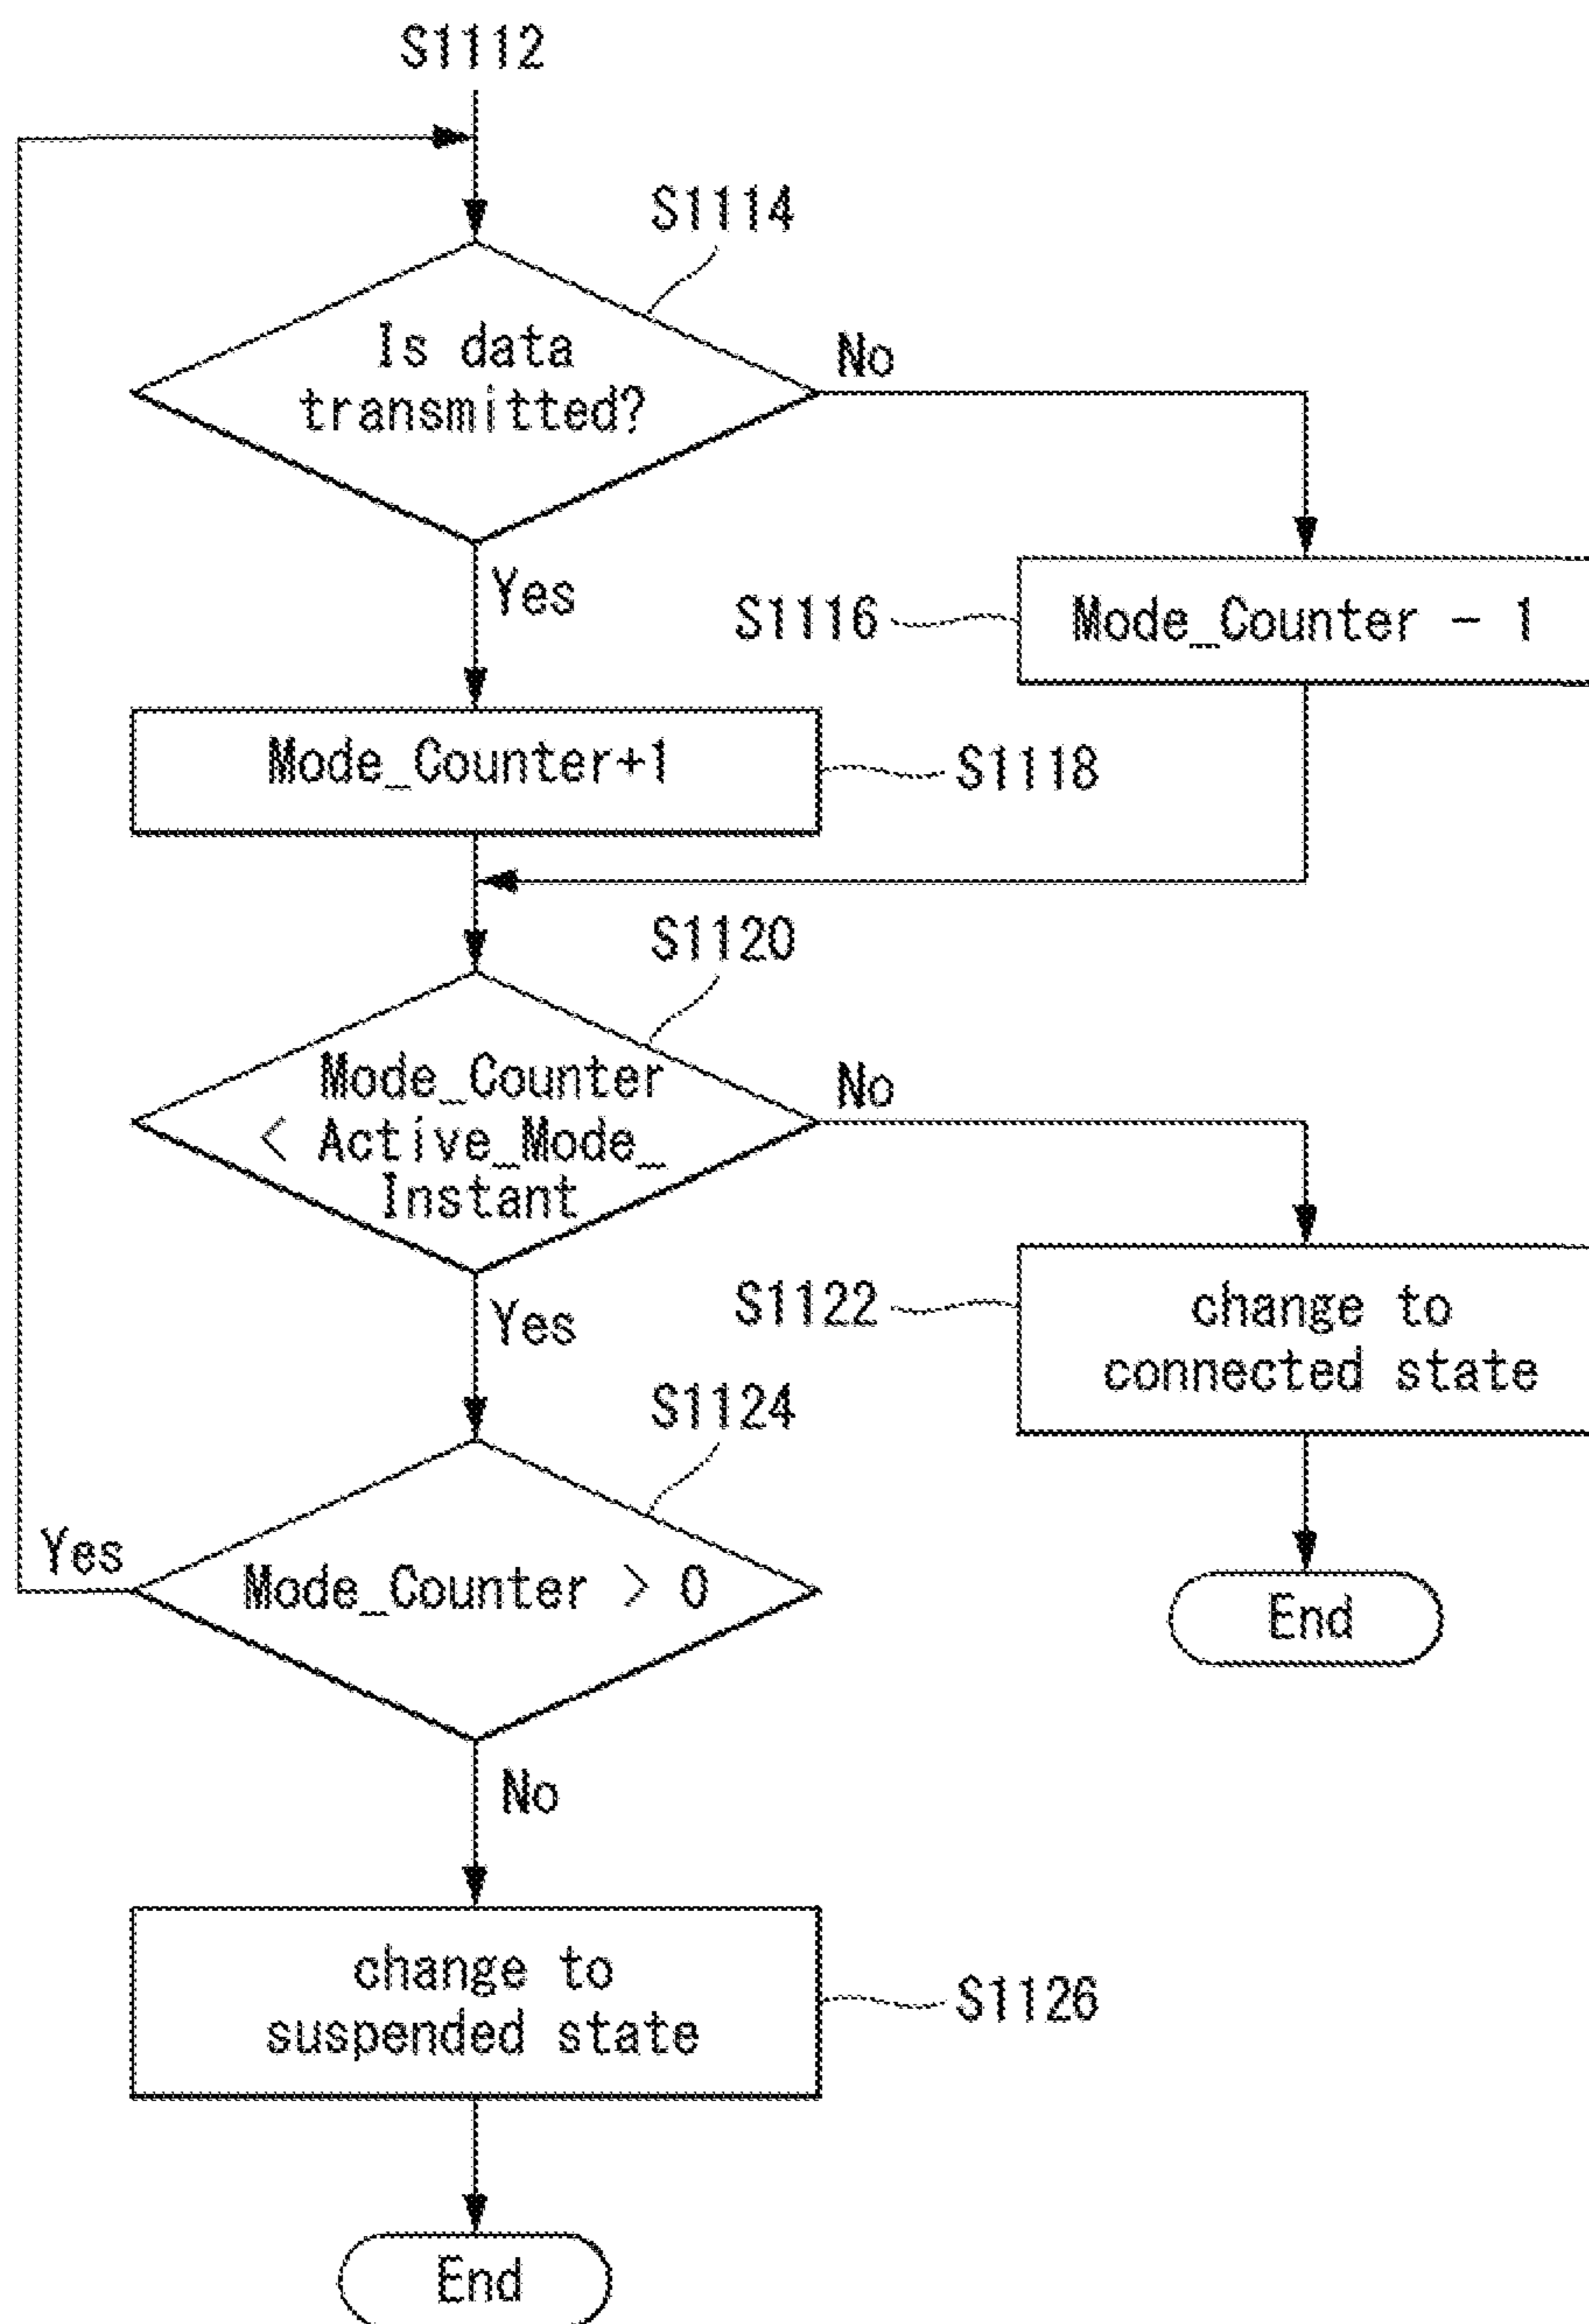 S1112
S1114
Is data
transmitted?
No
Yes
S1116
Mode_Counter - 1
Mode_Counter+1
S1118
S1120
Mode_Counter
< Active_Mode_
Instant
No
Yes
S1122
change to
connected state
S1124
Yes
Mode_Counter > 0
End
No
change to
suspended state
S1126
End